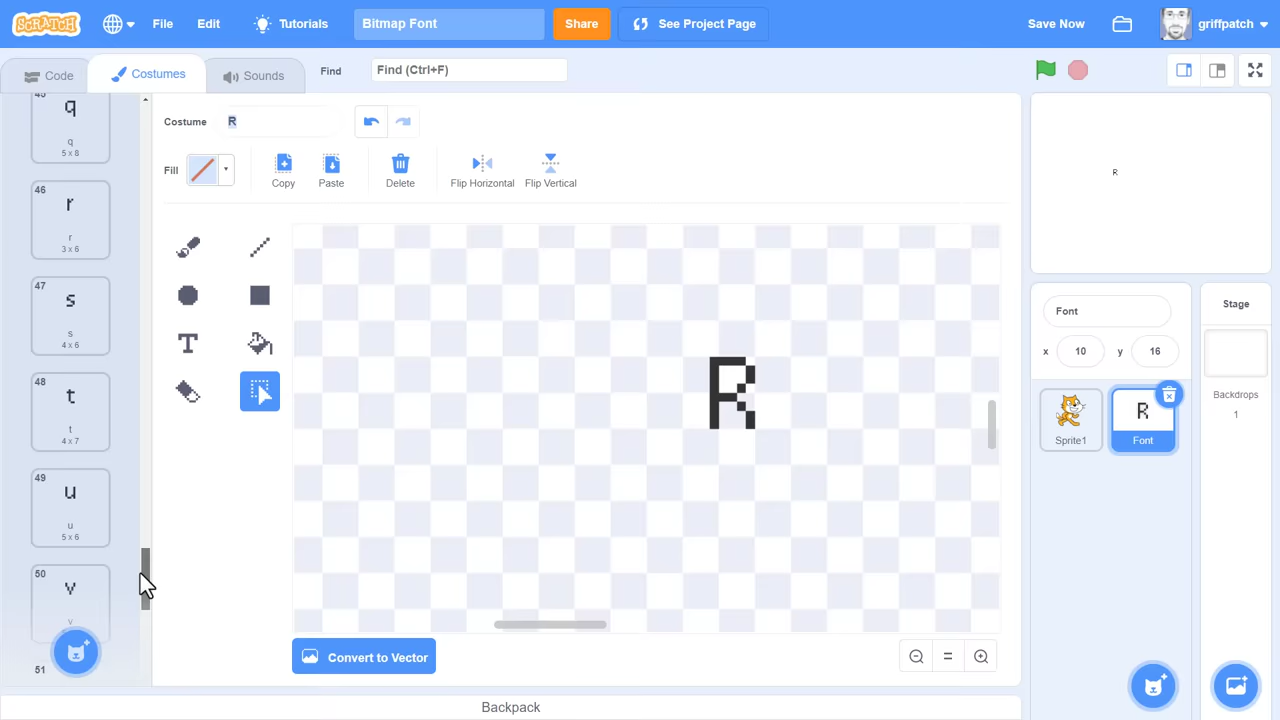 SCRATCH
File
Edit
Tutorials
Bitmap Font
Share
See Project Page
Save Now
griffpatch
Code
Costumes
Sounds
Find
Find (Ctrl+F)
45
q
q
5 x 8
46
r
r
3 x 6
47
s
s
4 x 6
48
t
t
4 x 7
49
u
u
5 x 6
50
v
v
51
Costume
R
Fill
Copy
Paste
Delete
Flip Horizontal
Flip Vertical
T
R
Convert to Vector
R
Font
x
10
y
16
Sprite1
R
Font
Stage
Backdrops
1
Backpack